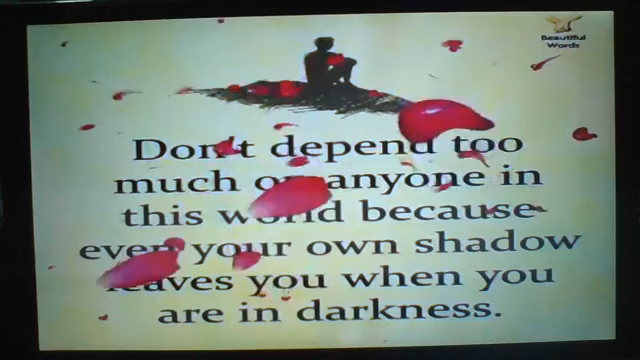 Beautiful
Words
Don't depend too
much on anyone in
this world because
even your own shadow
leaves you when you
are in darkness.